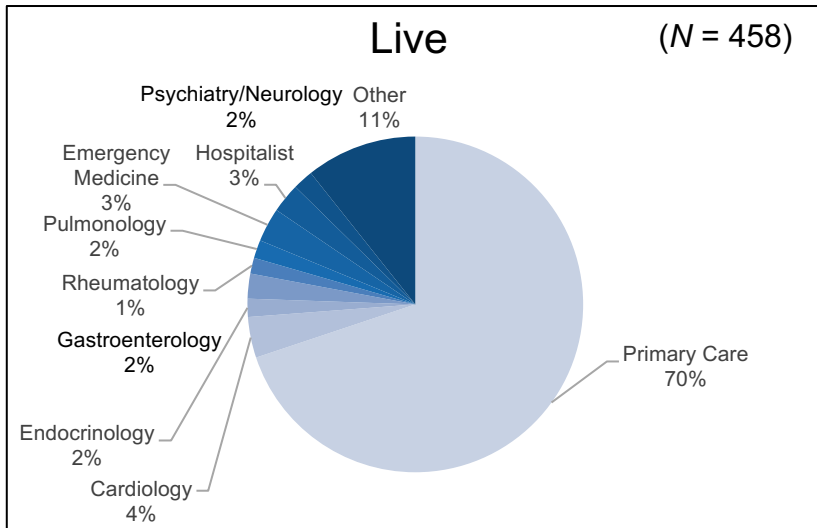 Live
(N = 458)
Psychiatry/Neurology
2%
Other
11%
Emergency
Medicine
3%
Hospitalist
3%
Pulmonology
2%
Rheumatology
1%
Gastroenterology
2%
Primary Care
70%
Endocrinology
2%
Cardiology
4%